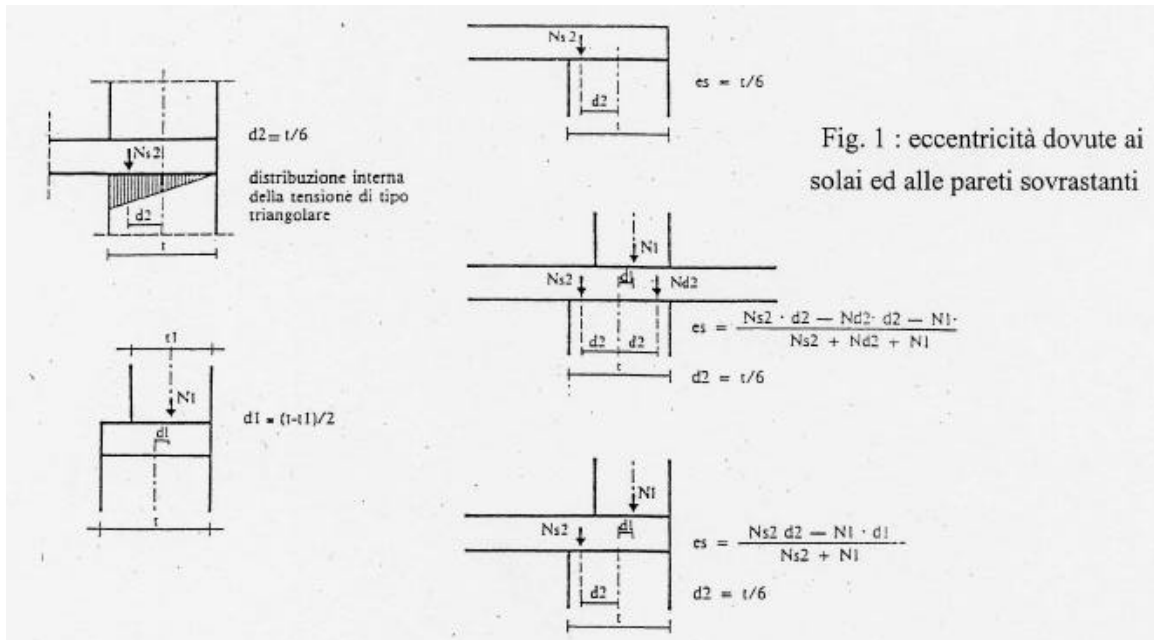 Ns2
d2
t
es = t/6
Fig. 1 : eccentricità dovute ai
solai ed alle pareti sovrastanti
Ns2
d2
t
d2 = t/6
distribuzione interna
della tensione di tipo
triangolare
N1
Ns2
d1
Nd2
d2
d2
t
es = Ns2 · d2 — Nd2· d2 — N1·
Ns2 + Nd2 + N1
d2 = t/6
t1
N1
d1
t
d1 = (t-t1)/2
N1
Ns2
d1
d2
t
es = Ns2 d2 — N1 · d1
Ns2 + N1
d2 = t/6